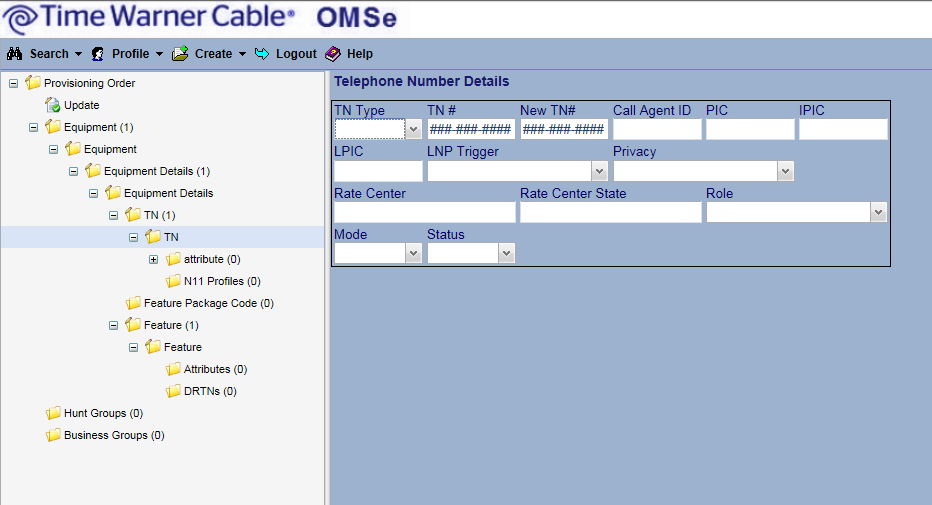 Time Warner Cable® OMSe
Search Profile Create Logout Help
Provisioning Order
Update
Equipment (1)
Equipment
Equipment Details (1)
Equipment Details
TN (1)
TN
attribute (0)
N11 Profiles (0)
Feature Package Code (0)
Feature (1)
Feature
Attributes (0)
DRTNs (0)
Hunt Groups (0)
Business Groups (0)
Telephone Number Details
TN Type TN # New TN# Call Agent ID PIC IPIC
###-###-#### ###-###-####
LPIC LNP Trigger Privacy
Rate Center Rate Center State Role
Mode Status